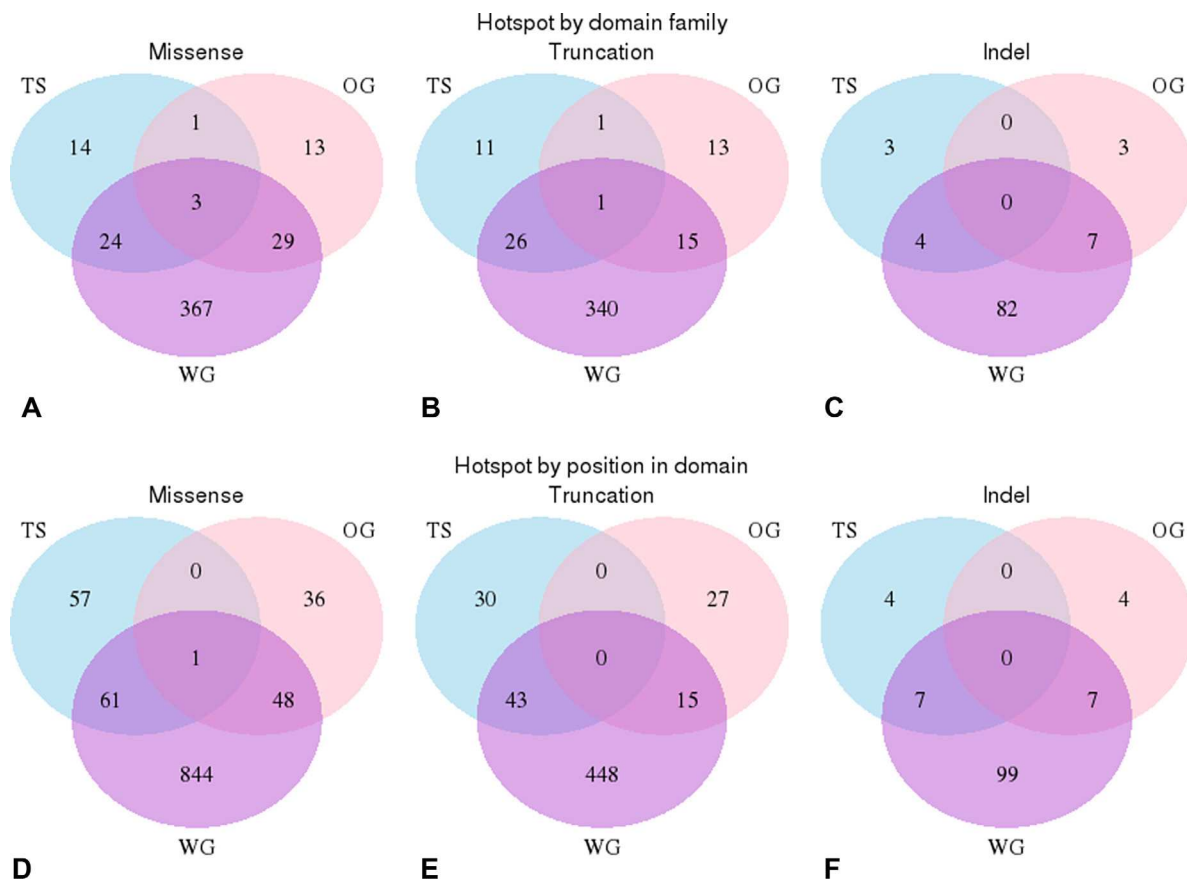 Hotspot by domain family
Missense Truncation Indel
TS OG TS OG TS OG
1 1 0
14 13 11 13 3 3
3 1 0
24 29 26 15 4 7
367 340 82
WG WG WG
A B C
Hotspot by position in domain
Missense Truncation Indel
TS OG TS OG TS OG
0 0 0
57 36 30 27 4 4
1 0 0
61 48 43 15 7 7
844 448 99
WG WG WG
D E F